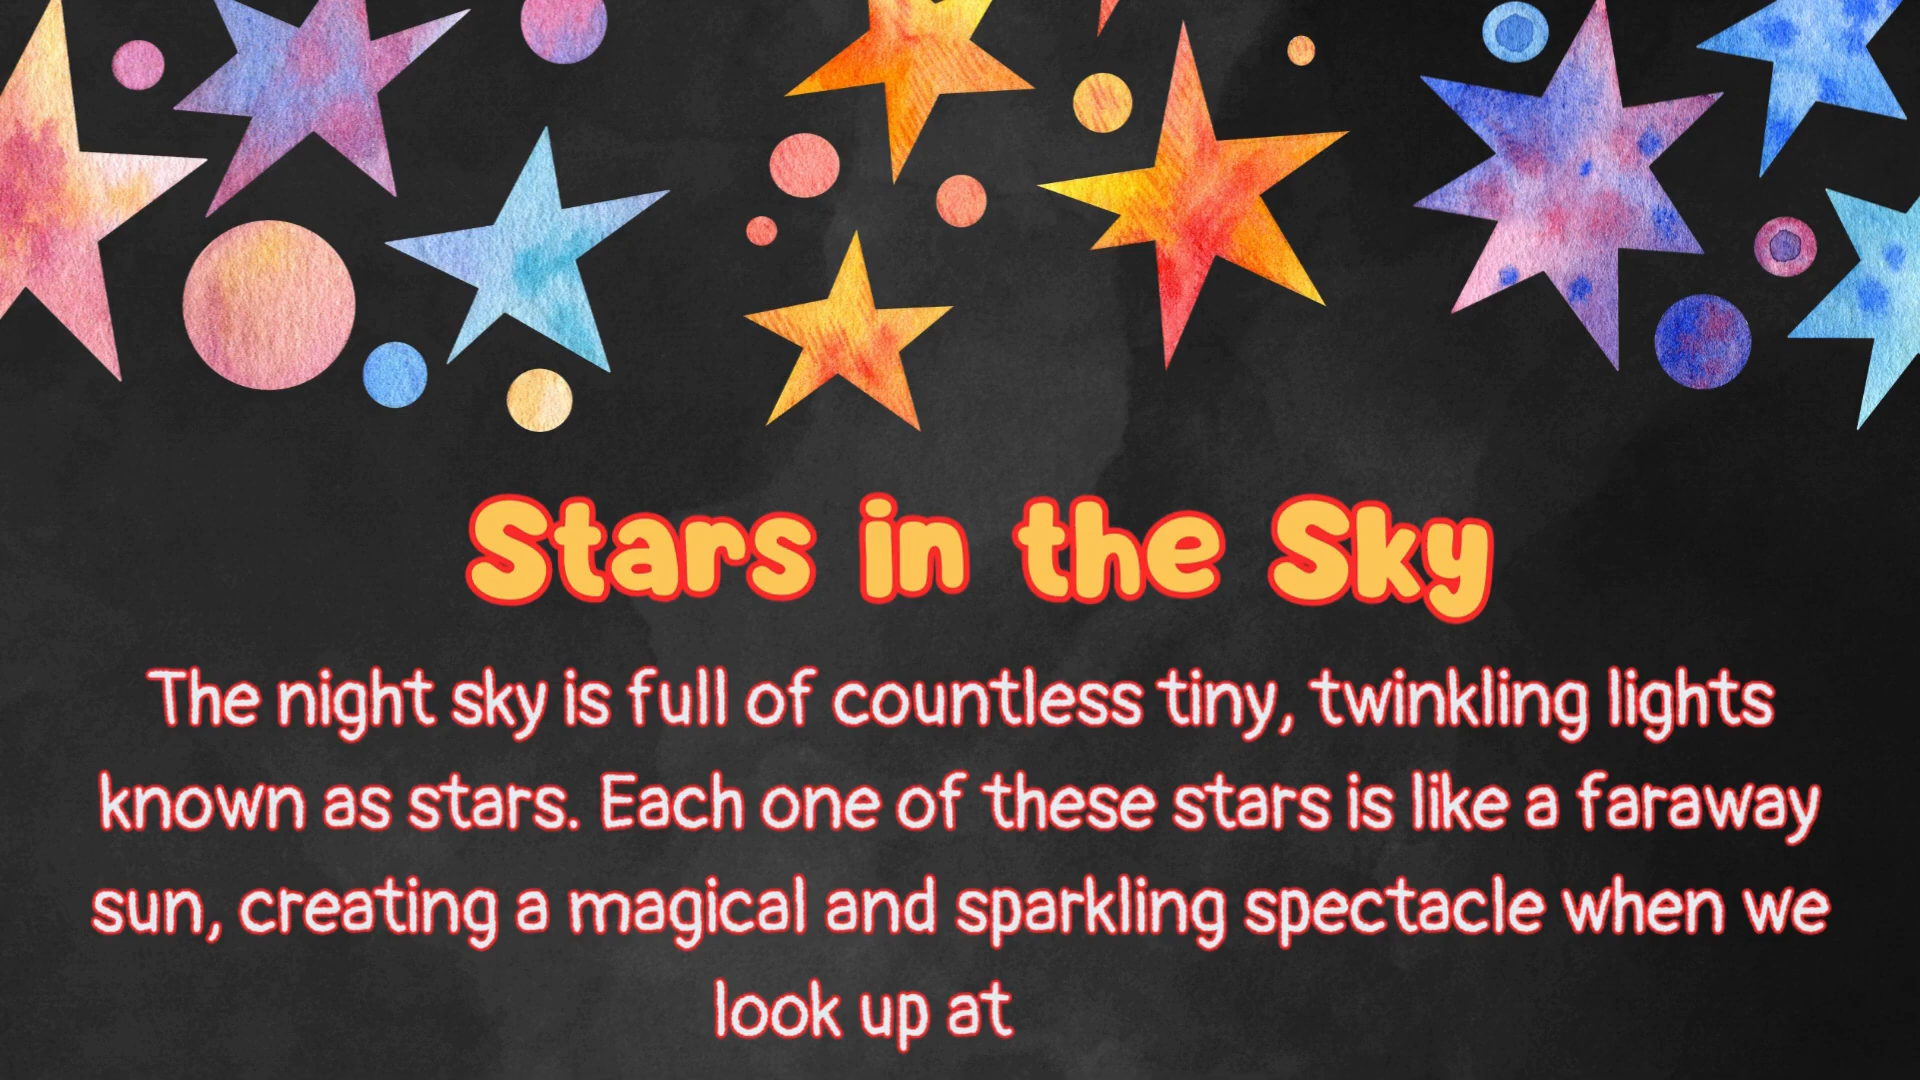 Stars in the Sky
The night sky is full of countless tiny, twinkling lights
known as stars. Each one of these stars is like a faraway
sun, creating a magical and sparkling spectacle when we
look up at